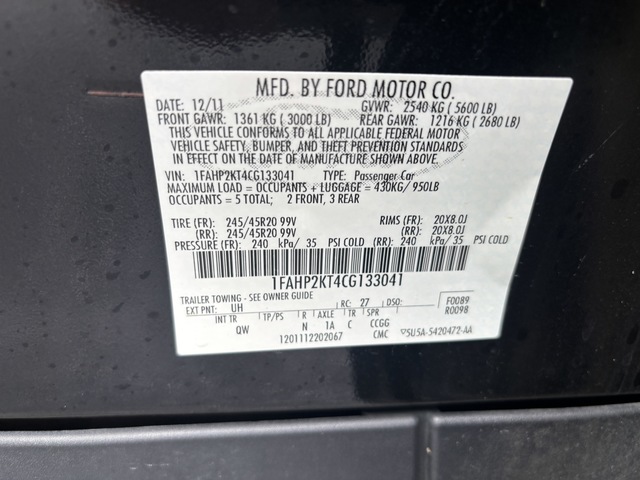 MFD. BY FORD MOTOR CO.
DATE: 12/11 GVWR: 2540 KG ( 5600 LB)
FRONT GAWR: 1361 KG ( 3000 LB) REAR GAWR: 1216 KG ( 2680 LB)
THIS VEHICLE CONFORMS TO ALL APPLICABLE FEDERAL MOTOR
VEHICLE SAFETY, BUMPER, AND THEFT PREVENTION STANDARDS
IN EFFECT ON THE DATE OF MANUFACTURE SHOWN ABOVE.
VIN: 1FAHP2KT4CG133041 TYPE: Passenger Car
MAXIMUM LOAD = OCCUPANTS + LUGGAGE = 430KG/ 950LB
OCCUPANTS = 5 TOTAL; 2 FRONT, 3 REAR
TIRE (FR): 245/45R20 99V RIMS (FR): 20X8.0J
(RR): 245/45R20 99V (RR): 20X8.0J
PRESSURE (FR): 240 kPa/ 35 PSI COLD (RR): 240 kPa/ 35 PSI COLD
1FAHP2KT4CG133041
TRAILER TOWING - SEE OWNER GUIDE
EXT PNT: UH RC: 27 DSO: F0089
R0098
INT TR TP/PS R AXLE TR SPR
QW N 1A C CCGG
1201112202067 CMC ▽5U5A-5420472-AA